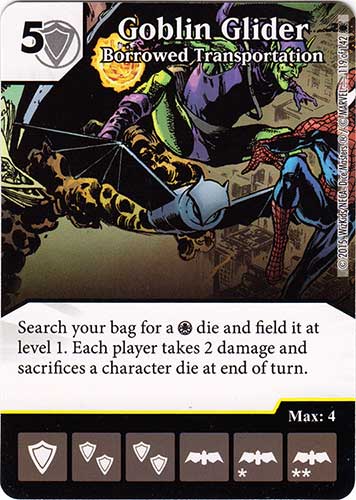 5
Goblin Glider
Borrowed Transportation
Search your bag for a die and field it at
level 1. Each player takes 2 damage and
sacrifices a character die at end of turn.
Max: 4
*
**